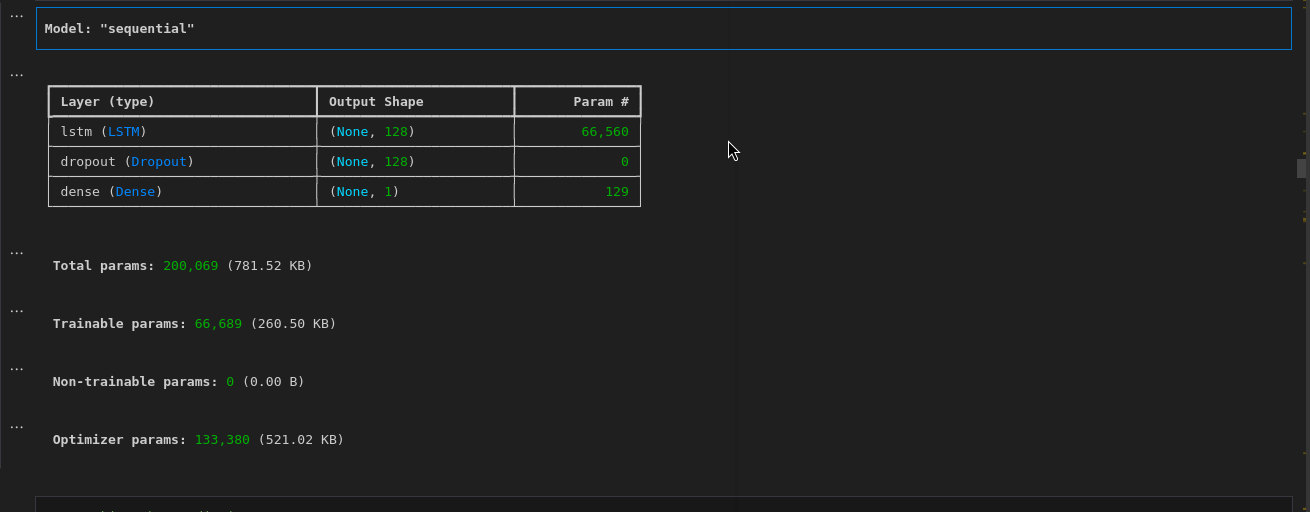 Model: "sequential"
Layer (type) Output Shape Param #
lstm (LSTM) (None, 128) 66,560
dropout (Dropout) (None, 128) 0
dense (Dense) (None, 1) 129
Total params: 200,069 (781.52 KB)
Trainable params: 66,689 (260.50 KB)
Non-trainable params: 0 (0.00 B)
Optimizer params: 133,380 (521.02 KB)